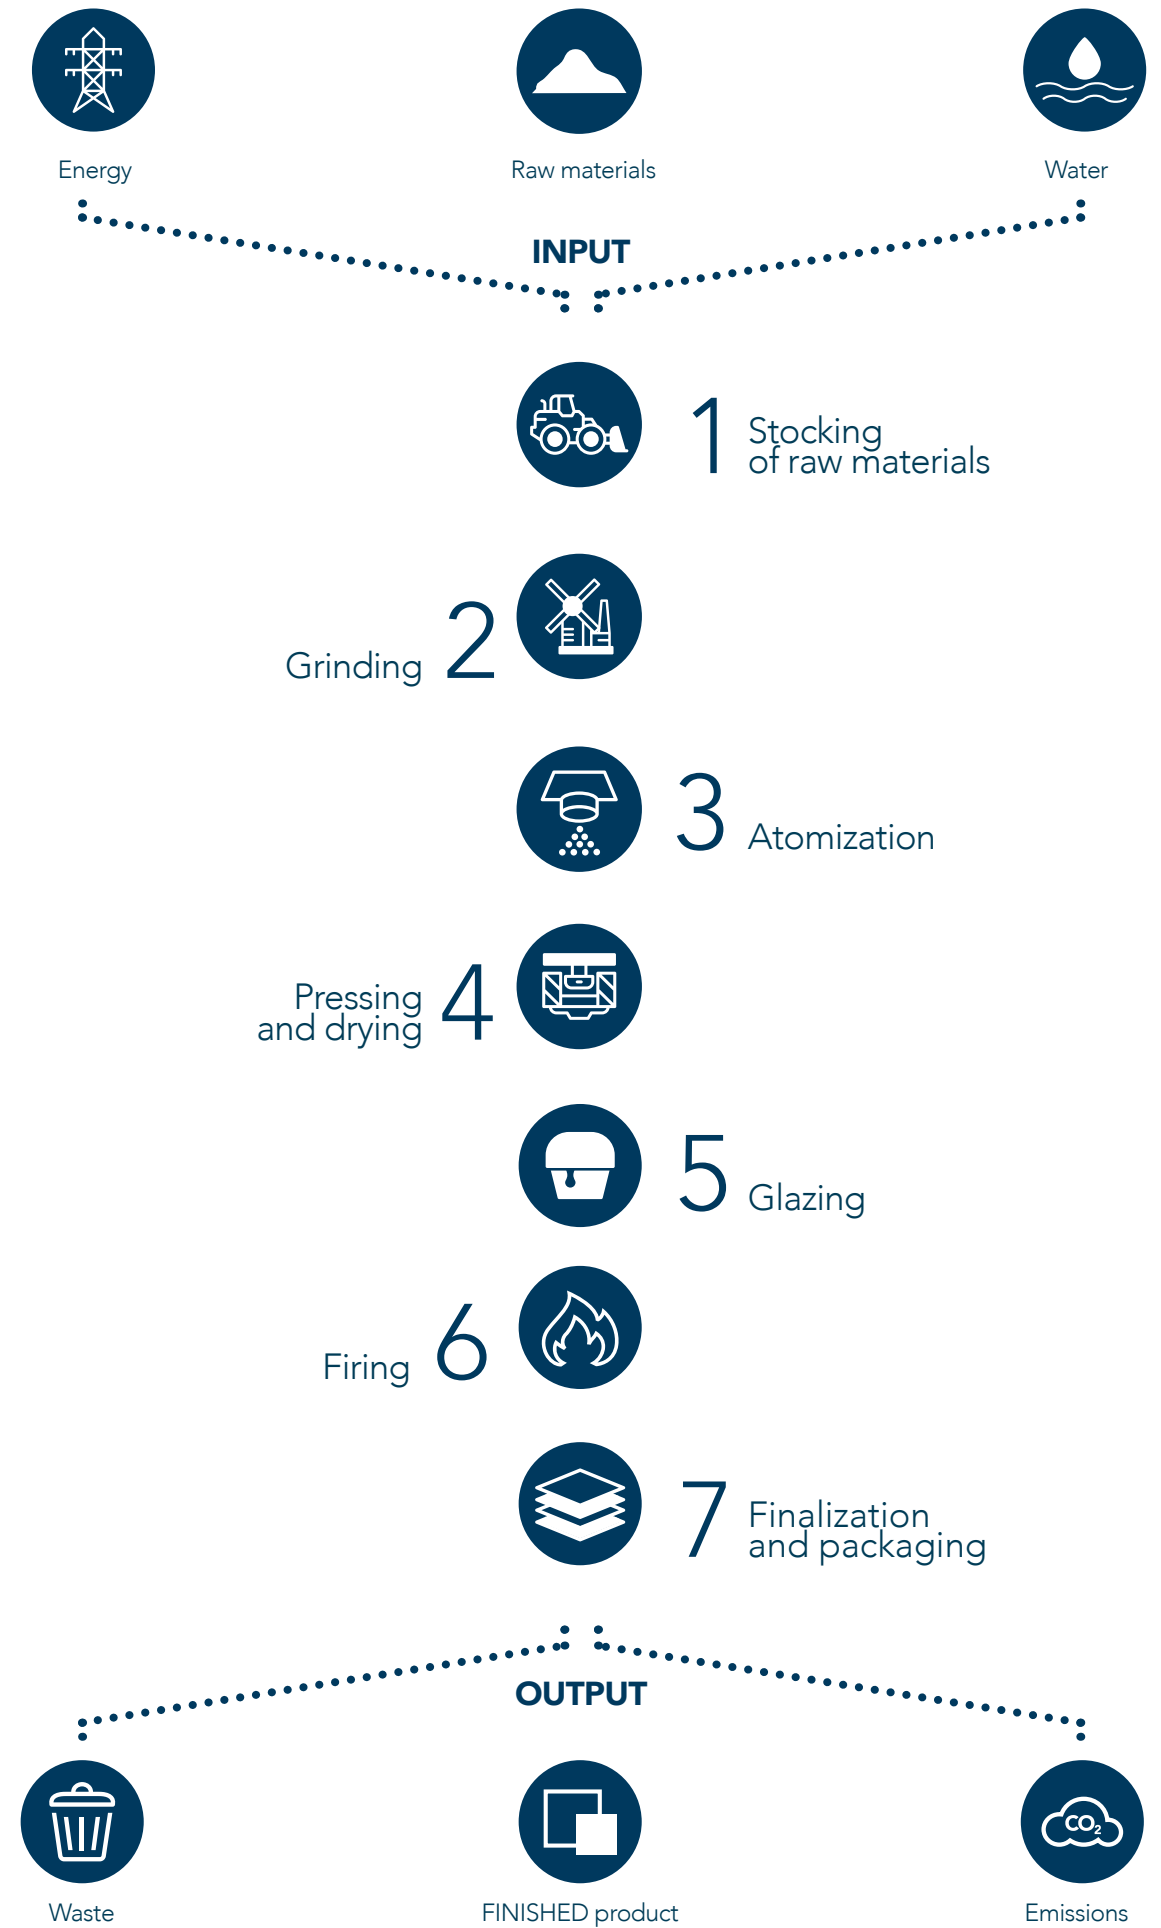 Energy
Raw materials
Water
INPUT
1
Stocking
of raw materials
2
Grinding
3
Atomization
4
Pressing
and drying
5
Glazing
6
Firing
7
Finalization
and packaging
OUTPUT
CO₂
Waste
FINISHED product
Emissions